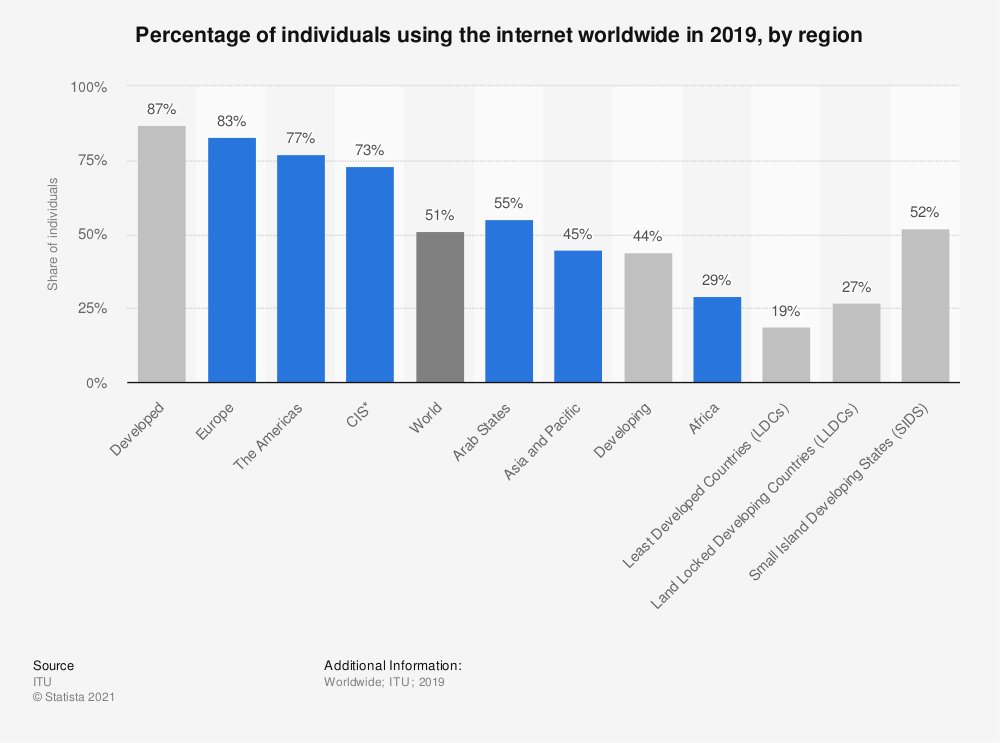 Percentage of individuals using the internet worldwide in 2019, by region
Share of individuals
100%
75%
50%
25%
0%
87%
83%
77%
73%
51%
55%
45%
44%
29%
19%
27%
52%
Developed
Europe
The Americas
CIS*
World
Arab States
Asia and Pacific
Developing
Africa
Least Developed Countries (LDCs)
Land Locked Developing Countries (LLDCs)
Small Island Developing States (SIDS)
Source
ITU
© Statista 2021
Additional Information:
Worldwide; ITU; 2019